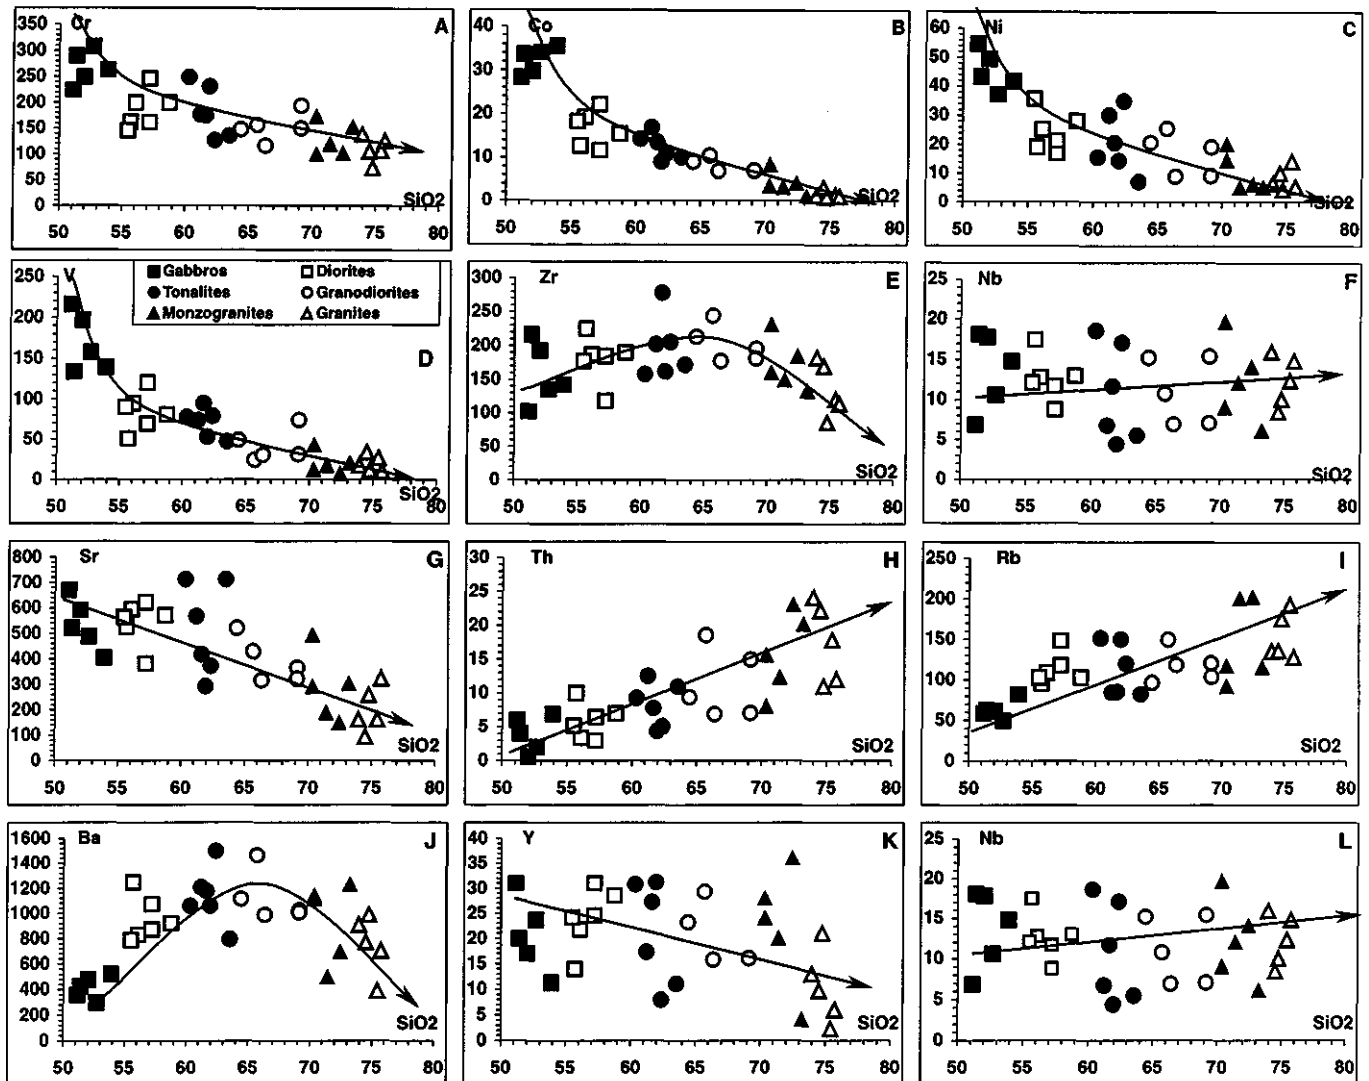 Cr
A
350
300
250
200
150
100
50
0
SiO2
50 55 60 65 70 75 80
Co
B
40
30
20
10
0
SiO2
50 55 60 65 70 75 80
Ni
C
60
50
40
30
20
10
0
SiO2
50 55 60 65 70 75 80
V
D
Gabbros Diorites
Tonalites Granodiorites
Monzogranites Granites
250
200
150
100
50
0
SiO2
50 55 60 65 70 75 80
Zr
E
300
250
200
150
100
50
0
SiO2
50 55 60 65 70 75 80
Nb
F
25
20
15
10
5
0
SiO2
50 55 60 65 70 75 80
Sr
G
800
700
600
500
400
300
200
100
0
SiO2
50 55 60 65 70 75 80
Th
H
30
25
20
15
10
5
0
SiO2
50 55 60 65 70 75 80
Rb
I
250
200
150
100
50
0
SiO2
50 55 60 65 70 75 80
Ba
J
1600
1400
1200
1000
800
600
400
200
0
SiO2
50 55 60 65 70 75 80
Y
K
40
35
30
25
20
15
10
5
0
SiO2
50 55 60 65 70 75 80
Nb
L
25
20
15
10
5
0
SiO2
50 55 60 65 70 75 80